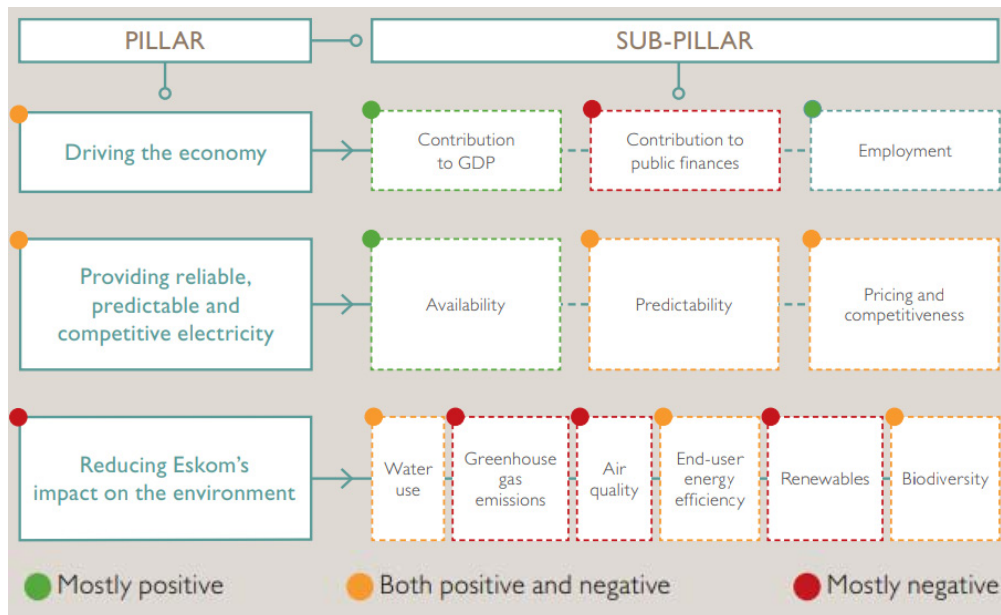 PILLAR
SUB-PILLAR
Driving the economy
Contribution
to GDP
Contribution to
public finances
Employment
Providing reliable,
predictable and
competitive electricity
Availability
Predictability
Pricing and
competitiveness
Reducing Eskom's
impact on the environment
Water
use
Greenhouse
gas
emissions
Air
quality
End-user
energy
efficiency
Renewables
Biodiversity
Mostly positive
Both positive and negative
Mostly negative